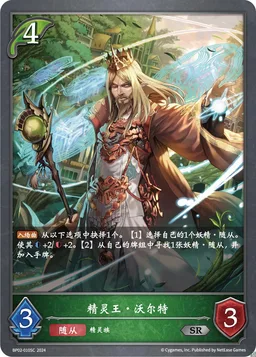 4
入场曲 从以下选项中抉择1个。【1】选择自己的1个妖精·随从。
使其+2/+2。【2】从自己的牌组中寻找1张妖精·随从，并
加入手牌。
精灵王·沃尔特
3
随从 精灵族
SR
3
BP02-010SC 2024
© Cygames, Inc. Published by NetEase Games